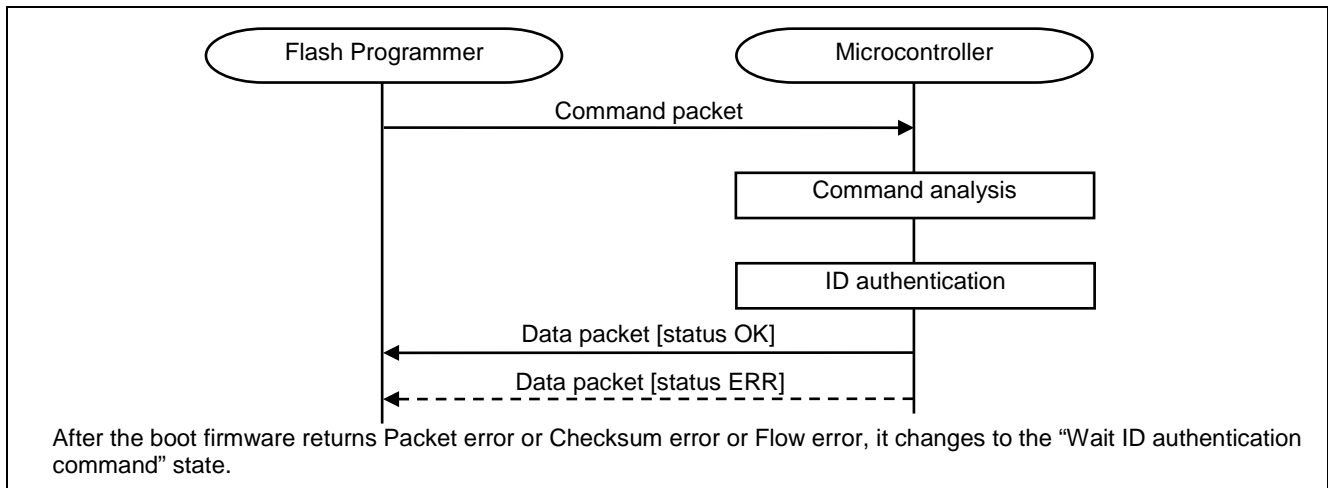 Flash Programmer
Microcontroller
Command packet
Command analysis
ID authentication
Data packet [status OK]
Data packet [status ERR]
After the boot firmware returns Packet error or Checksum error or Flow error, it changes to the “Wait ID authentication
command” state.